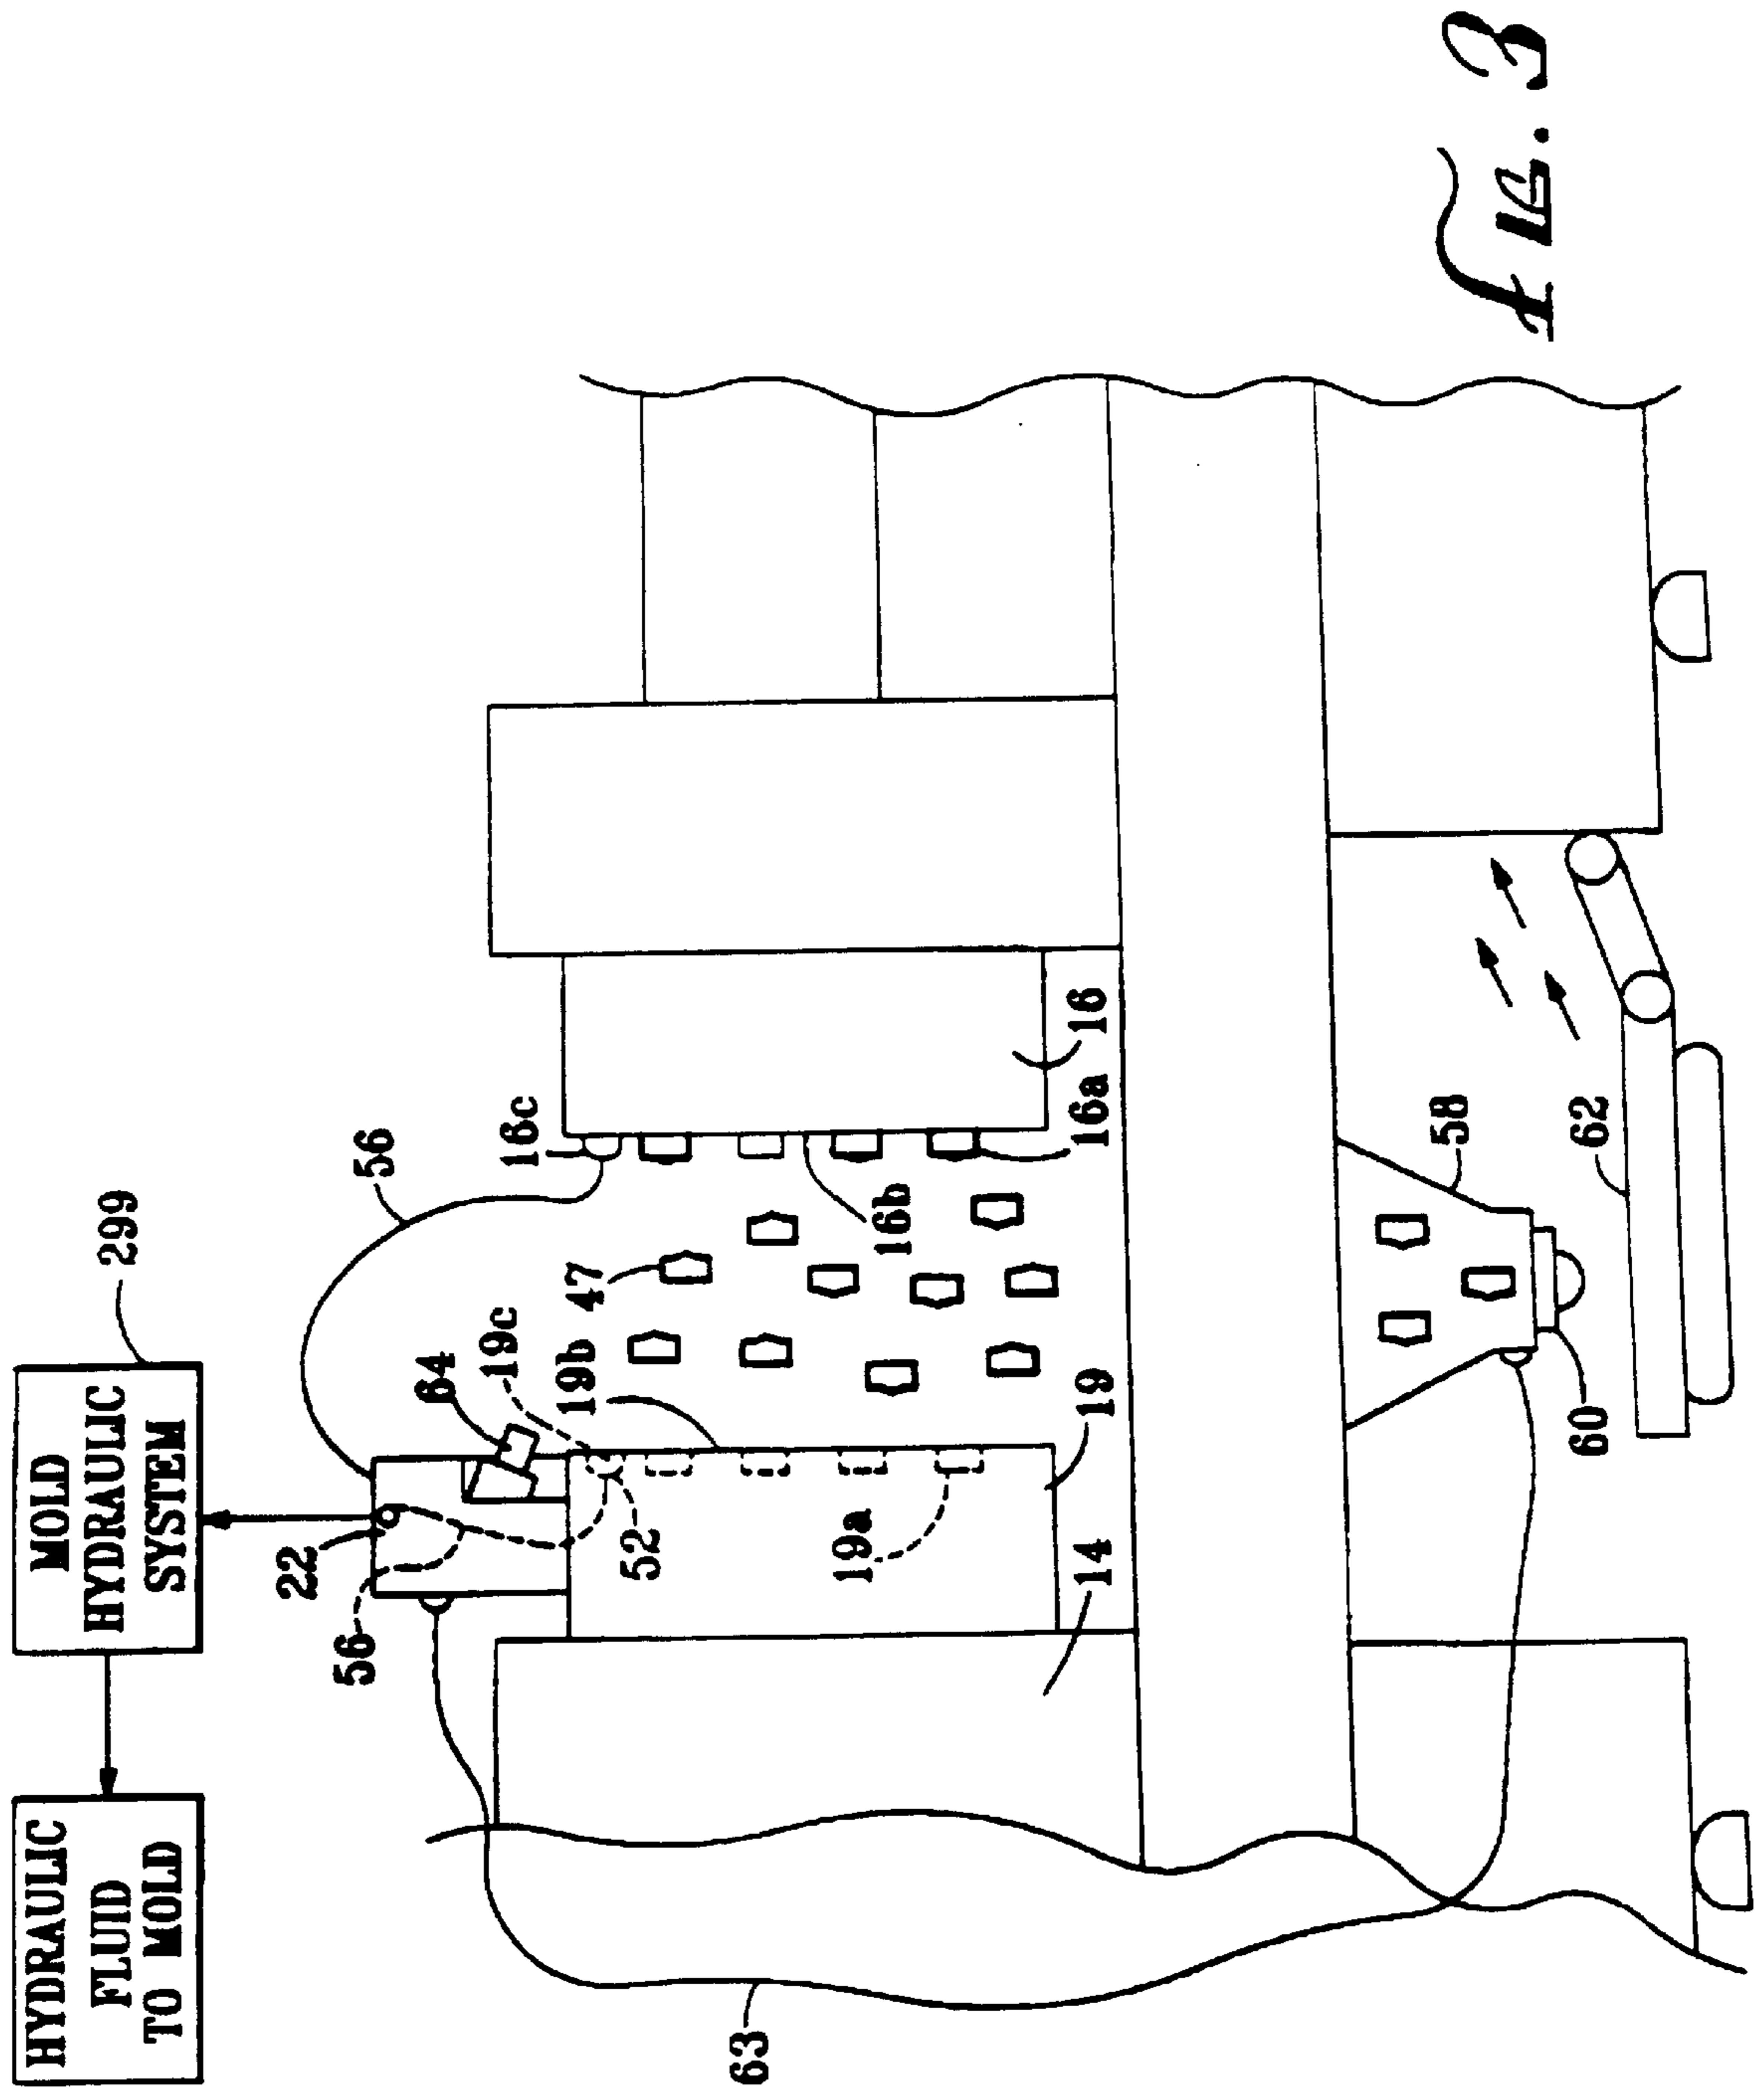 HYDRAULIC
FLUID
TO MOLD
MOLD
HYDRAULIC
SYSTEM
299
56
22
56
64
19c
16c
52
19b
47
19a
16b
16a
16
14
19
63
58
60
62
FIG. 3